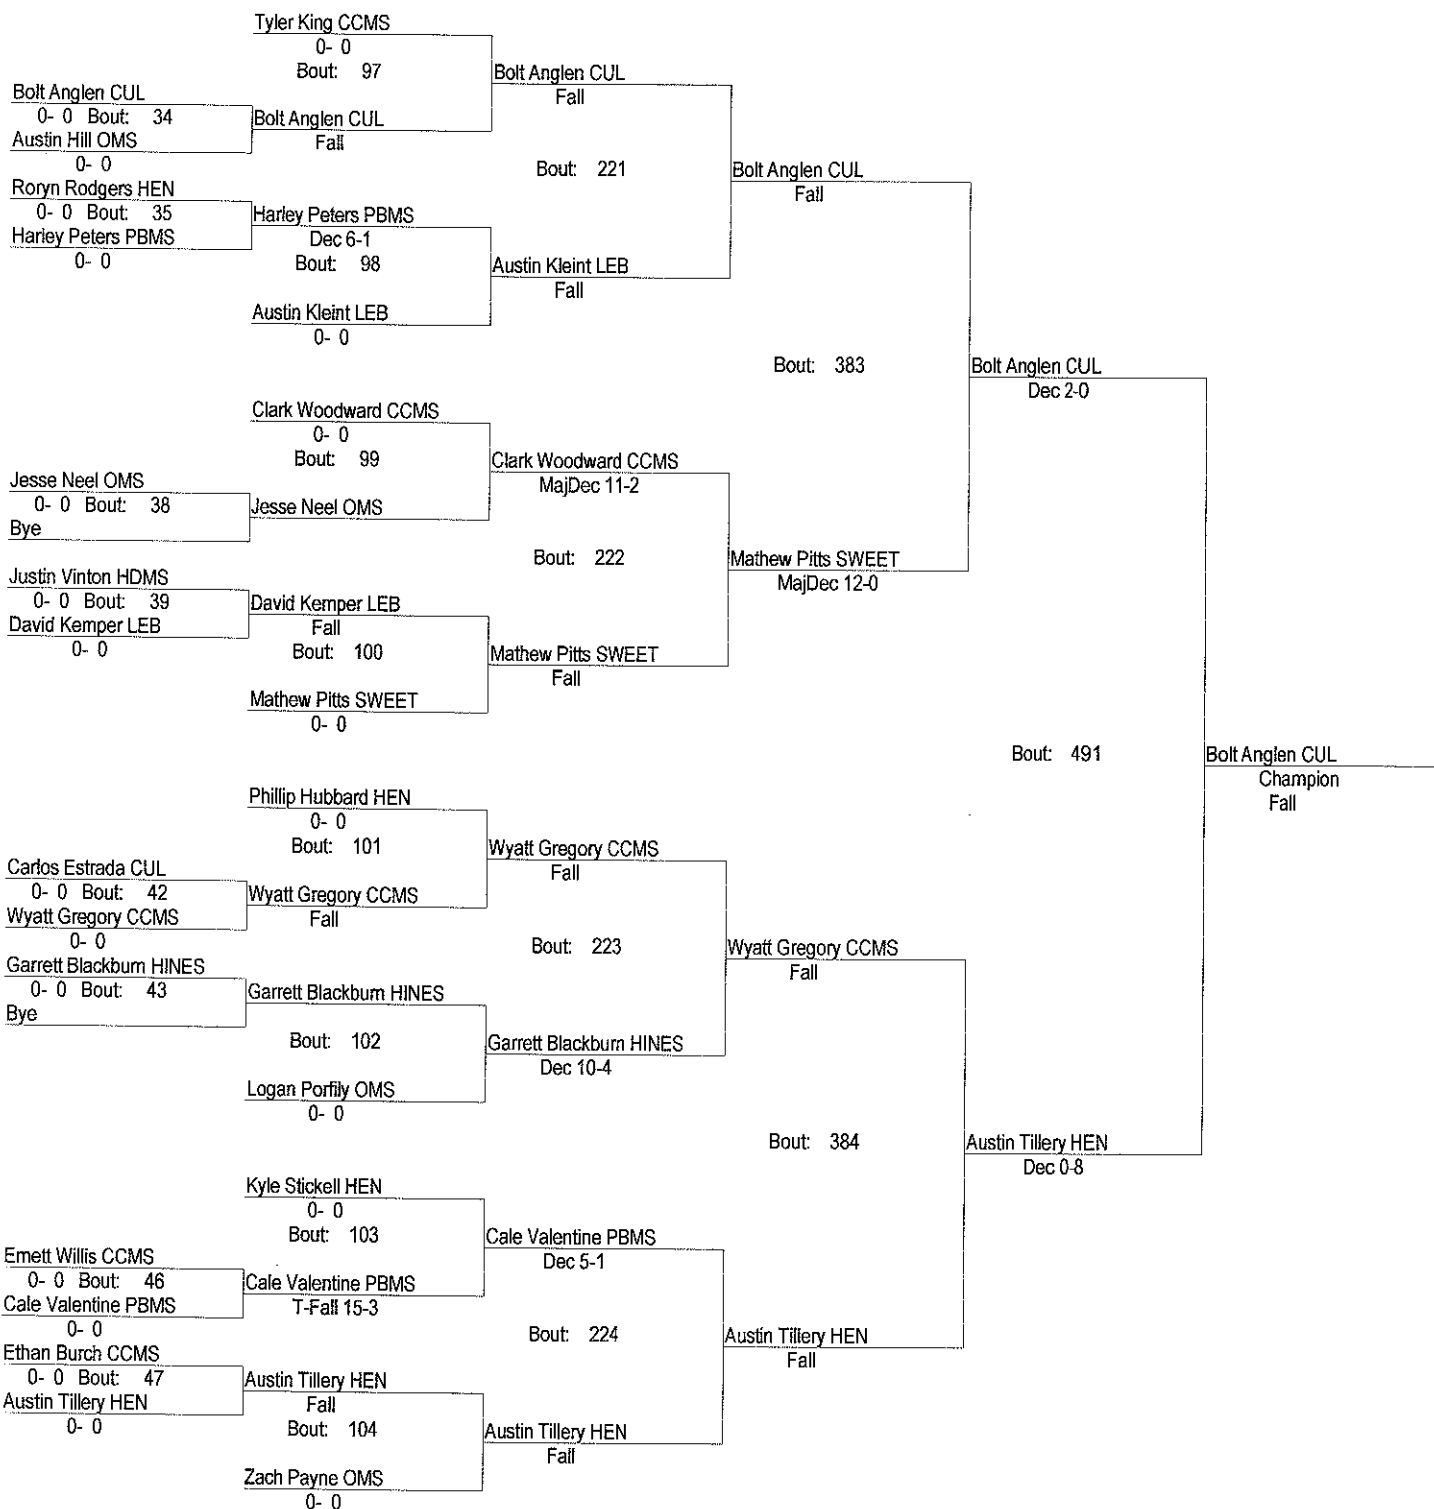 Tyler King CCMS
0- 0
Bout: 97
Bolt Anglen CUL
Fall
Bolt Anglen CUL
0- 0 Bout: 34
Bolt Anglen CUL
Fall
Austin Hill OMS
0- 0
Bout: 221
Bolt Anglen CUL
Fall
Roryn Rodgers HEN
0- 0 Bout: 35
Harley Peters PBMS
Dec 6-1
Harley Peters PBMS
0- 0
Bout: 98
Austin Kleint LEB
Fall
Austin Kleint LEB
0- 0
Bout: 383
Bolt Anglen CUL
Dec 2-0
Clark Woodward CCMS
0- 0
Bout: 99
Clark Woodward CCMS
MajDec 11-2
Jesse Neel OMS
0- 0 Bout: 38
Jesse Neel OMS
Bye
Bout: 222
Mathew Pitts SWEET
MajDec 12-0
Justin Vinton HDMS
0- 0 Bout: 39
David Kemper LEB
Fall
David Kemper LEB
0- 0
Bout: 100
Mathew Pitts SWEET
Fall
Mathew Pitts SWEET
0- 0
Bout: 491
Bolt Anglen CUL
Champion
Fall
Phillip Hubbard HEN
0- 0
Bout: 101
Wyatt Gregory CCMS
Fall
Carlos Estrada CUL
0- 0 Bout: 42
Wyatt Gregory CCMS
Fall
Wyatt Gregory CCMS
0- 0
Bout: 223
Wyatt Gregory CCMS
Fall
Garrett Blackburn HINES
0- 0 Bout: 43
Garrett Blackburn HINES
Bye
Bout: 102
Garrett Blackburn HINES
Dec 10-4
Logan Porfily OMS
0- 0
Bout: 384
Austin Tillery HEN
Dec 0-8
Kyle Stickell HEN
0- 0
Bout: 103
Cale Valentine PBMS
Dec 5-1
Emett Willis CCMS
0- 0 Bout: 46
Cale Valentine PBMS
T-Fall 15-3
Cale Valentine PBMS
0- 0
Bout: 224
Austin Tillery HEN
Fall
Ethan Burch CCMS
0- 0 Bout: 47
Austin Tillery HEN
Fall
Austin Tillery HEN
0- 0
Bout: 104
Austin Tillery HEN
Fall
Zach Payne OMS
0- 0